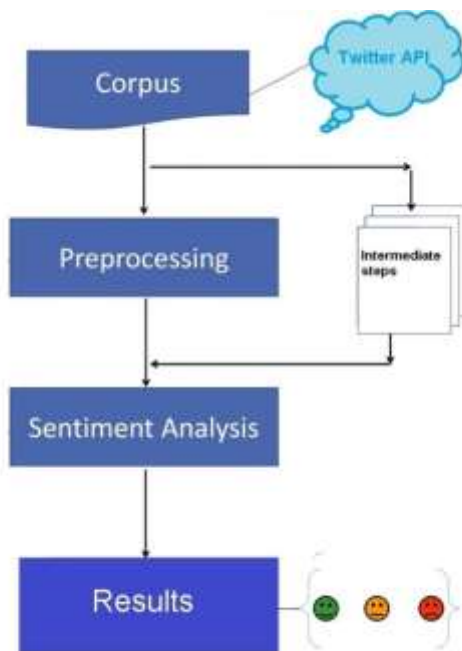 Twitter API
Corpus
Preprocessing
Intermediate
steps
Sentiment Analysis
Results